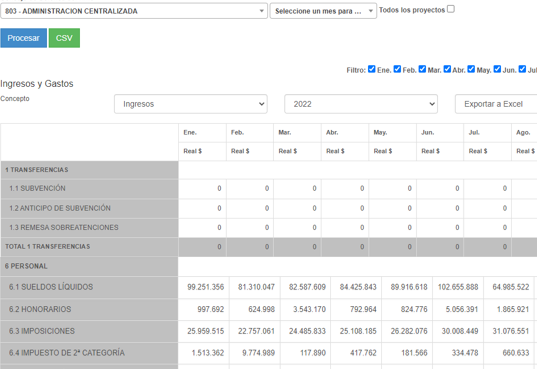 803 - ADMINISTRACION CENTRALIZADA Seleccione un mes para ... Todos los proyectos
Procesar CSV
Filtro: Ene. Feb. Mar. Abr. May. Jun. Jul
Ingresos y Gastos
Concepto Ingresos 2022 Exportar a Excel
Ene. Feb. Mar. Abr. May. Jun. Jul. Ago.
Real $ Real $ Real $ Real $ Real $ Real $ Real $ Real $
1 TRANSFERENCIAS
1.1 SUBVENCIÓN 0 0 0 0 0 0 0
1.2 ANTICIPO DE SUBVENCIÓN 0 0 0 0 0 0 0
1.3 REMESA SOBREATENCIONES 0 0 0 0 0 0 0
TOTAL 1 TRANSFERENCIAS 0 0 0 0 0 0 0
6 PERSONAL
6.1 SUELDOS LÍQUIDOS 99.251.356 81.310.047 82.587.609 84.425.843 89.916.618 102.655.888 64.985.522
6.2 HONORARIOS 997.692 624.998 3.543.170 792.964 824.776 5.056.391 1.865.921
6.3 IMPOSICIONES 25.959.515 22.757.061 24.485.833 25.108.185 26.282.076 30.008.449 31.076.551
6.4 IMPUESTO DE 2ª CATEGORÍA 1.513.362 9.774.989 117.890 417.762 181.566 334.478 660.633